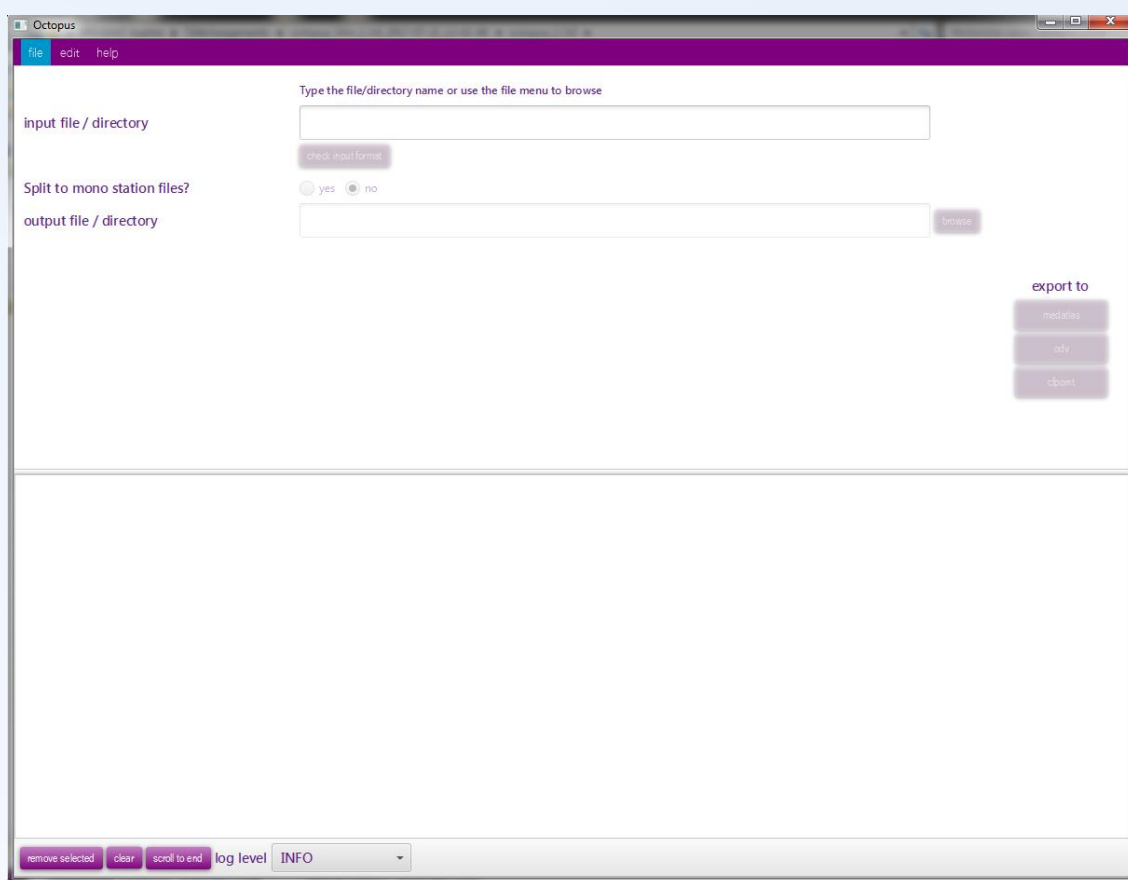 Octopus
file edit help
Type the file/directory name or use the file menu to browse
input file / directory
check input format
Split to mono station files? yes no
output file / directory browse
export to
medatlas
odv
cfpoint
remove selected clear scroll to end log level INFO